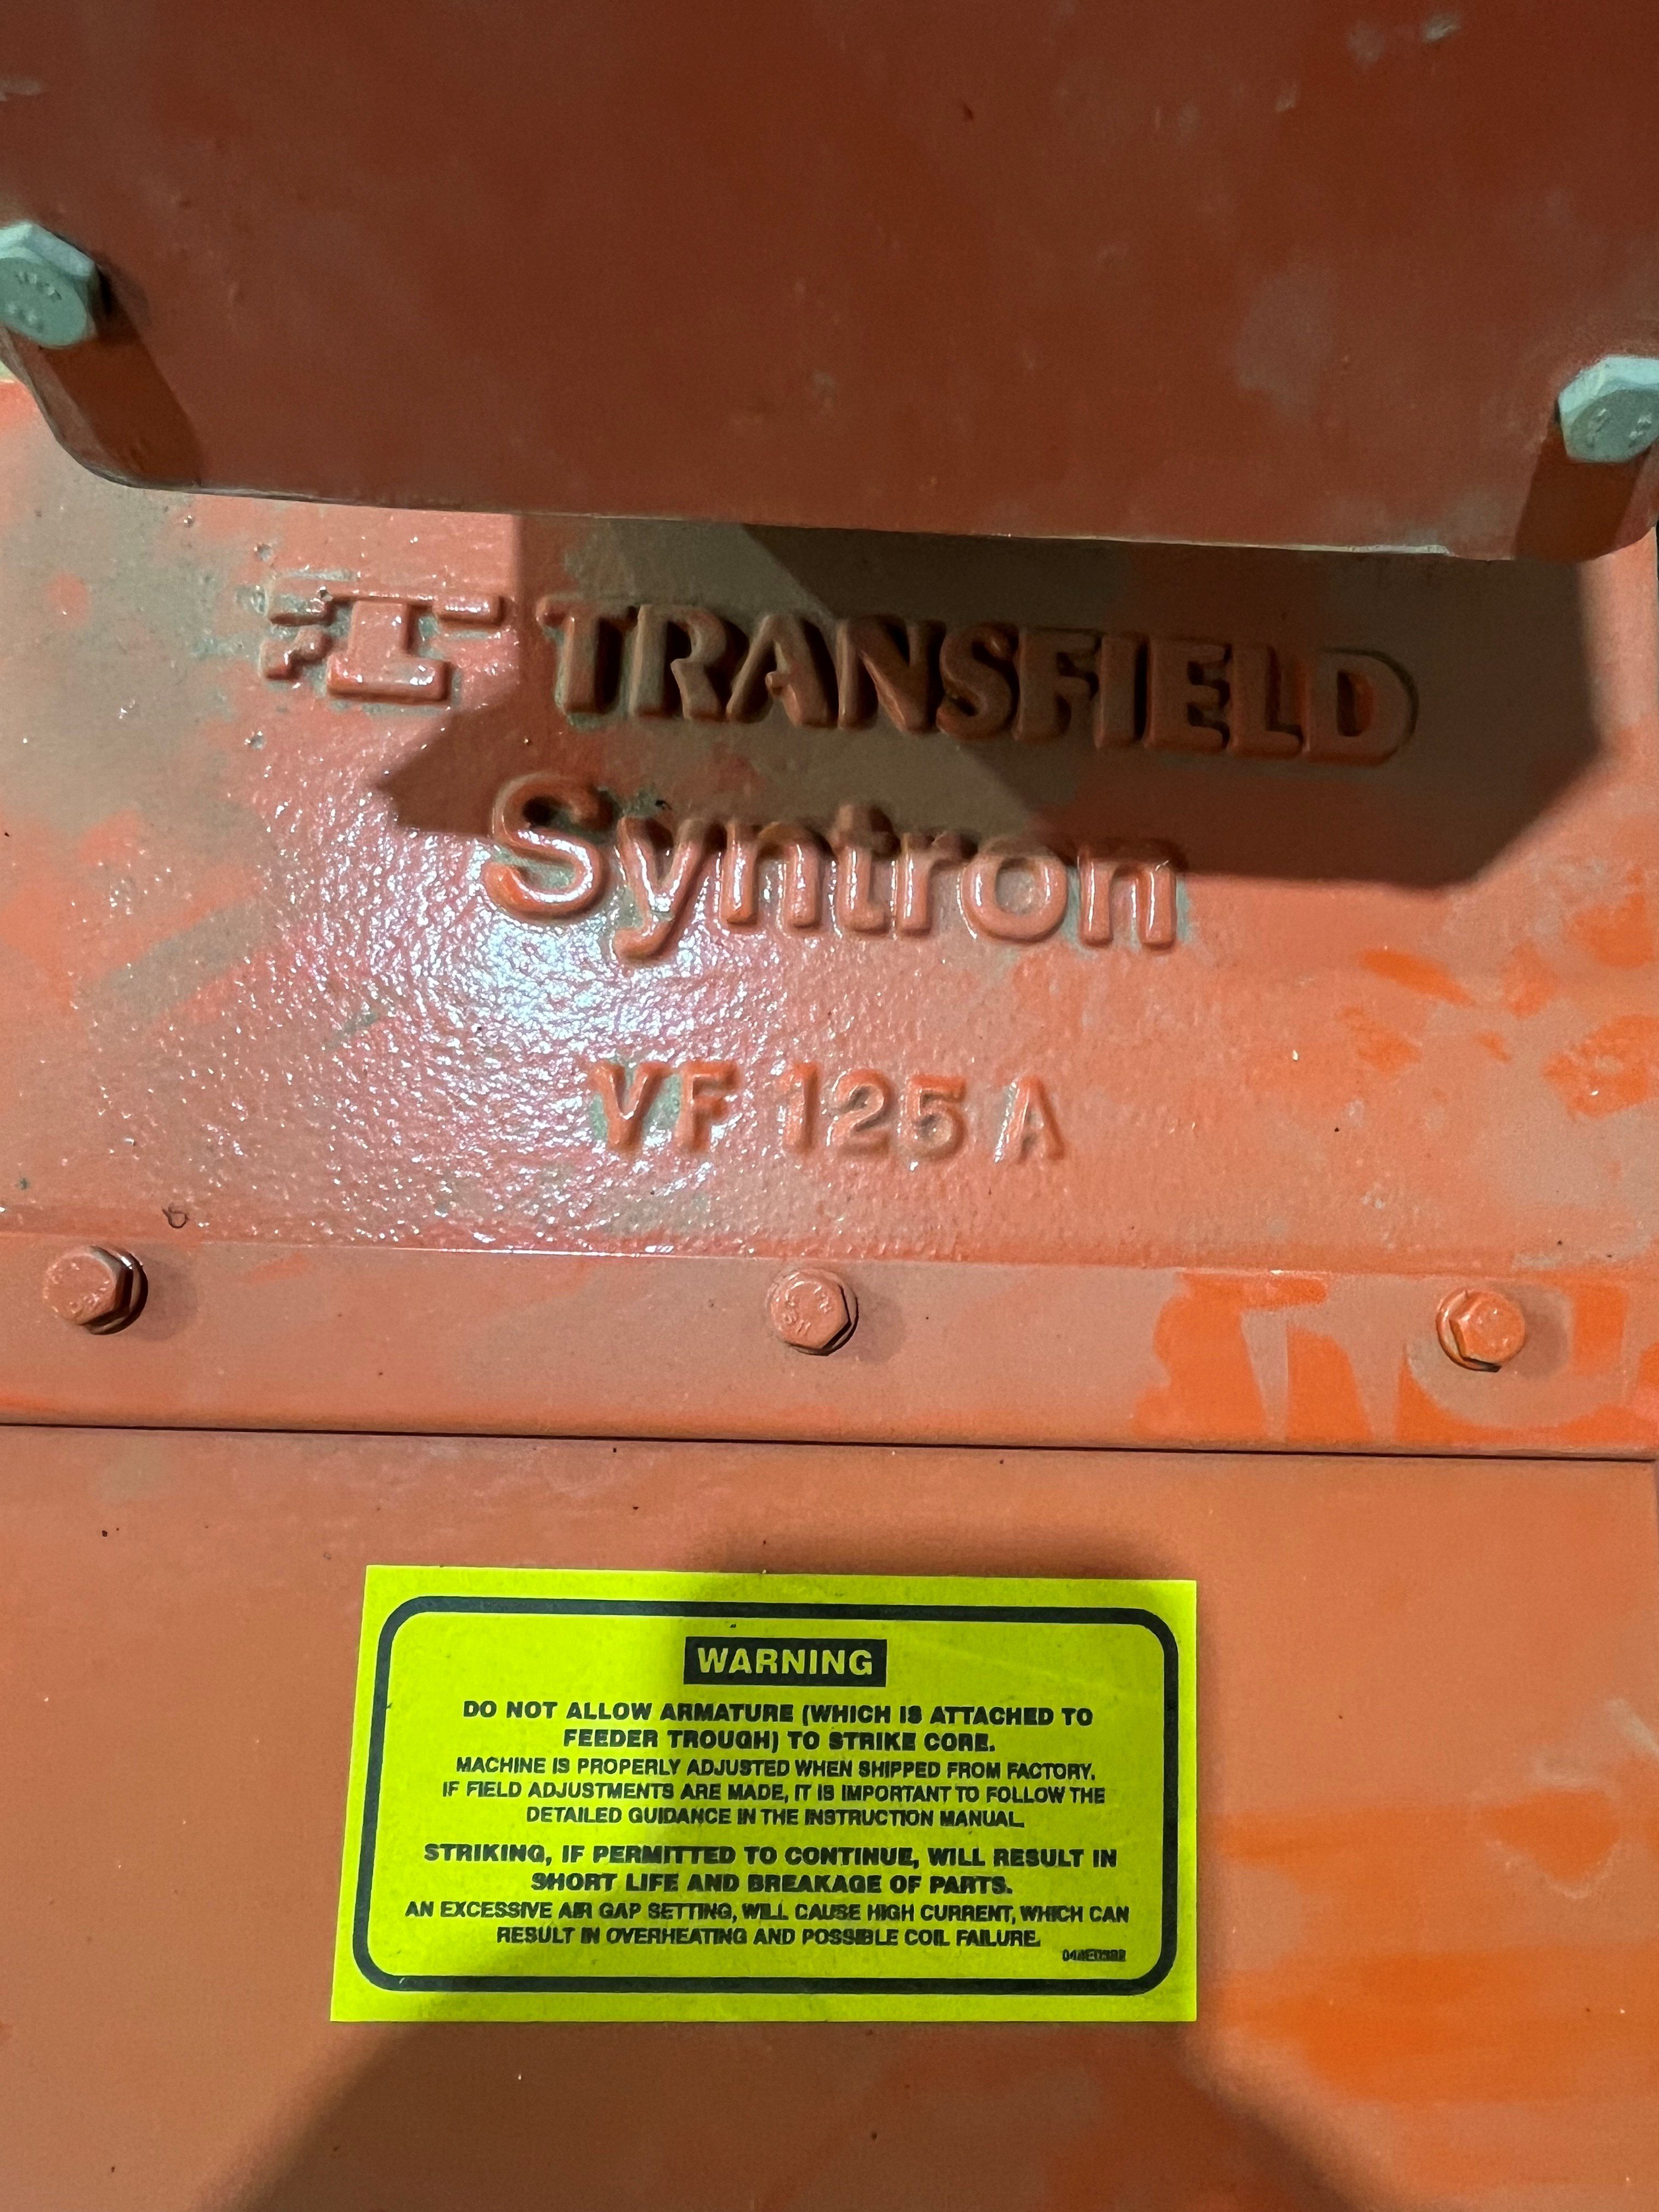 TRANSFIELD
Syntron
VF 125 A
WARNING
DO NOT ALLOW ARMATURE (WHICH IS ATTACHED TO
FEEDER TROUGH) TO STRIKE CORE.
MACHINE IS PROPERLY ADJUSTED WHEN SHIPPED FROM FACTORY.
IF FIELD ADJUSTMENTS ARE MADE, IT IS IMPORTANT TO FOLLOW THE
DETAILED GUIDANCE IN THE INSTRUCTION MANUAL.
STRIKING, IF PERMITTED TO CONTINUE, WILL RESULT IN
SHORT LIFE AND BREAKAGE OF PARTS.
AN EXCESSIVE AIR GAP SETTING, WILL CAUSE HIGH CURRENT, WHICH CAN
RESULT IN OVERHEATING AND POSSIBLE COIL FAILURE.